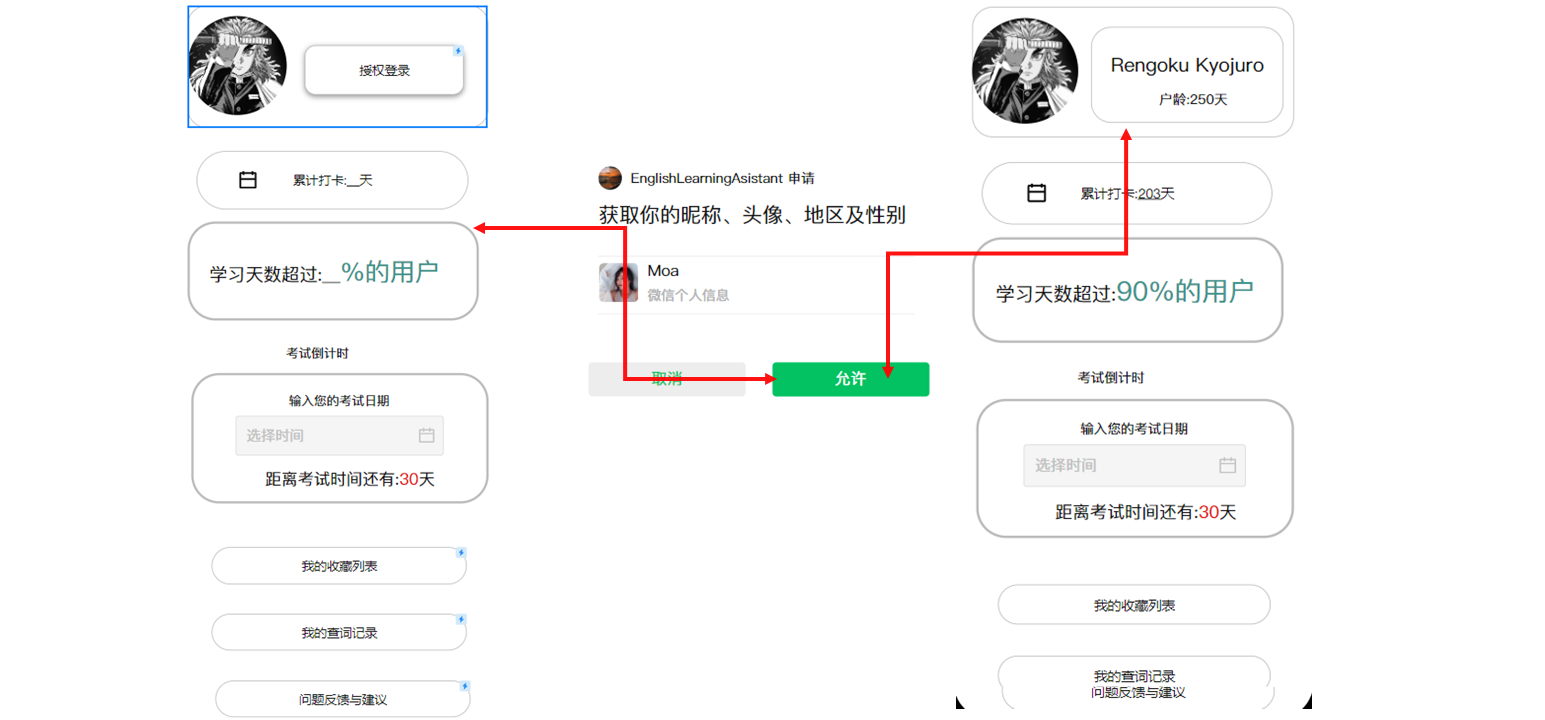 授权登录
累计打卡:__天
学习天数超过:__%的用户
考试倒计时
输入您的考试日期
选择时间
距离考试时间还有:30天
我的收藏列表
我的查词记录
问题反馈与建议
EnglishLearningAsistant 申请
获取你的昵称、头像、地区及性别
Moa
微信个人信息
取消
允许
Rengoku Kyojuro
户龄:250天
累计打卡:203天
学习天数超过:90%的用户
考试倒计时
输入您的考试日期
选择时间
距离考试时间还有:30天
我的收藏列表
我的查词记录
问题反馈与建议